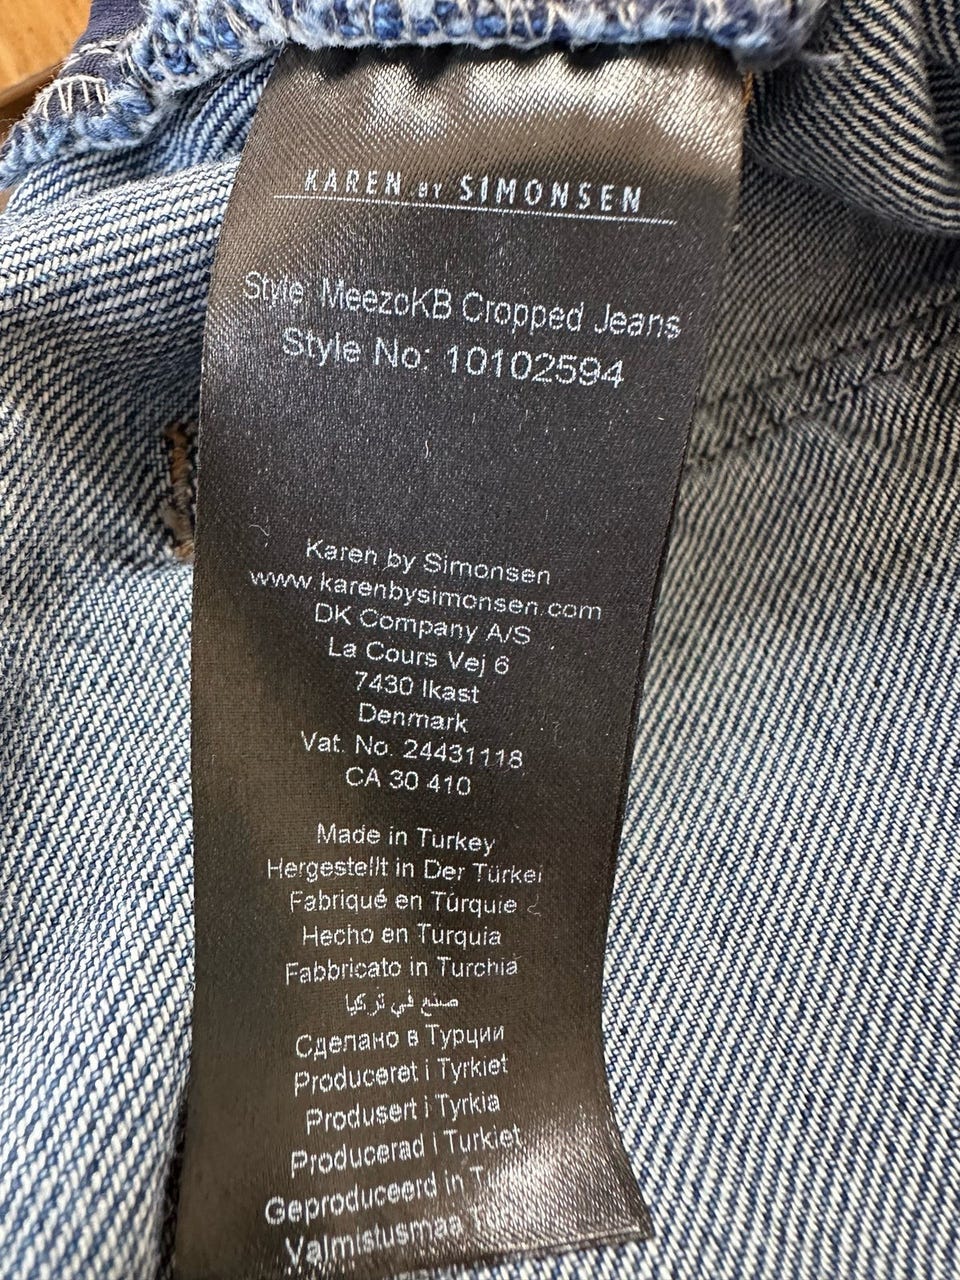 KAREN BY SIMONSEN
Style: MeezoKB Cropped Jeans
Style No: 10102594
Karen by Simonsen
www.karenbysimonsen.com
DK Company A/S
La Cours Vej 6
7430 Ikast
Denmark
Vat. No. 24431118
CA 30 410
Made in Turkey
Hergestellt in Der Türkei
Fabriqué en Turquie
Hecho en Turquia
Fabbricato in Turchia
صنع في تركيا
Сделано в Турции
Produceret i Tyrkiet
Produsert i Tyrkia
Producerad i Turkiet
Geproduceerd in
Valmistusmaa